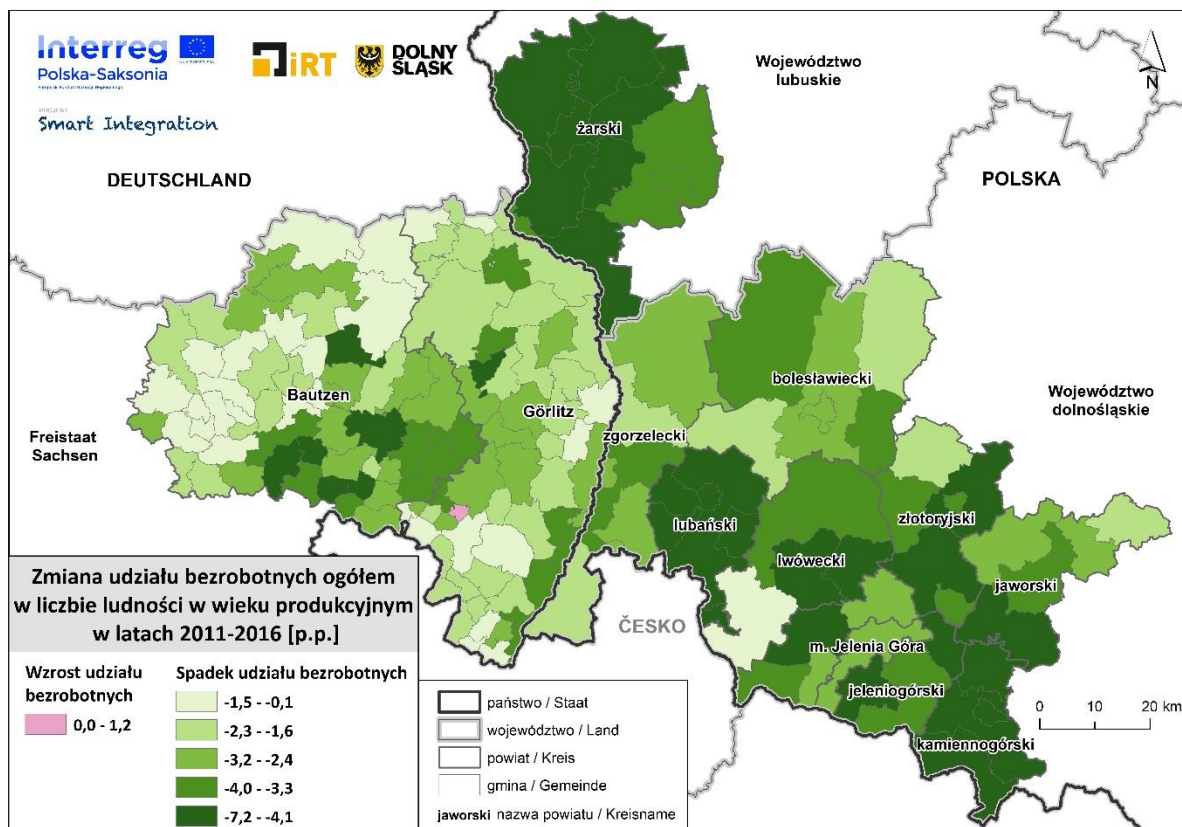 Interreg
Polska-Saksonia
PROJEKT
Smart Integration
iRT
DOLNY
ŚLĄSK
Województwo
lubuskie
N
DEUTSCHLAND
POLSKA
żarski
Bautzen
Görlitz
bolesławiecki
zgorzelecki
Województwo
dolnośląskie
Freistaat
Sachsen
lubański
złotoryjski
lwówecki
jaworski
ČESKO
m. Jelenia Góra
jeleniogórski
kamiennogórski
0 10 20 km
Zmiana udziału bezrobotnych ogółem
w liczbie ludności w wieku produkcyjnym
w latach 2011-2016 [p.p.]
Wzrost udziału
bezrobotnych
0,0 - 1,2
Spadek udziału bezrobotnych
-1,5 - -0,1
-2,3 - -1,6
-3,2 - -2,4
-4,0 - -3,3
-7,2 - -4,1
państwo / Staat
województwo / Land
powiat / Kreis
gmina / Gemeinde
jaworski nazwa powiatu / Kreisname